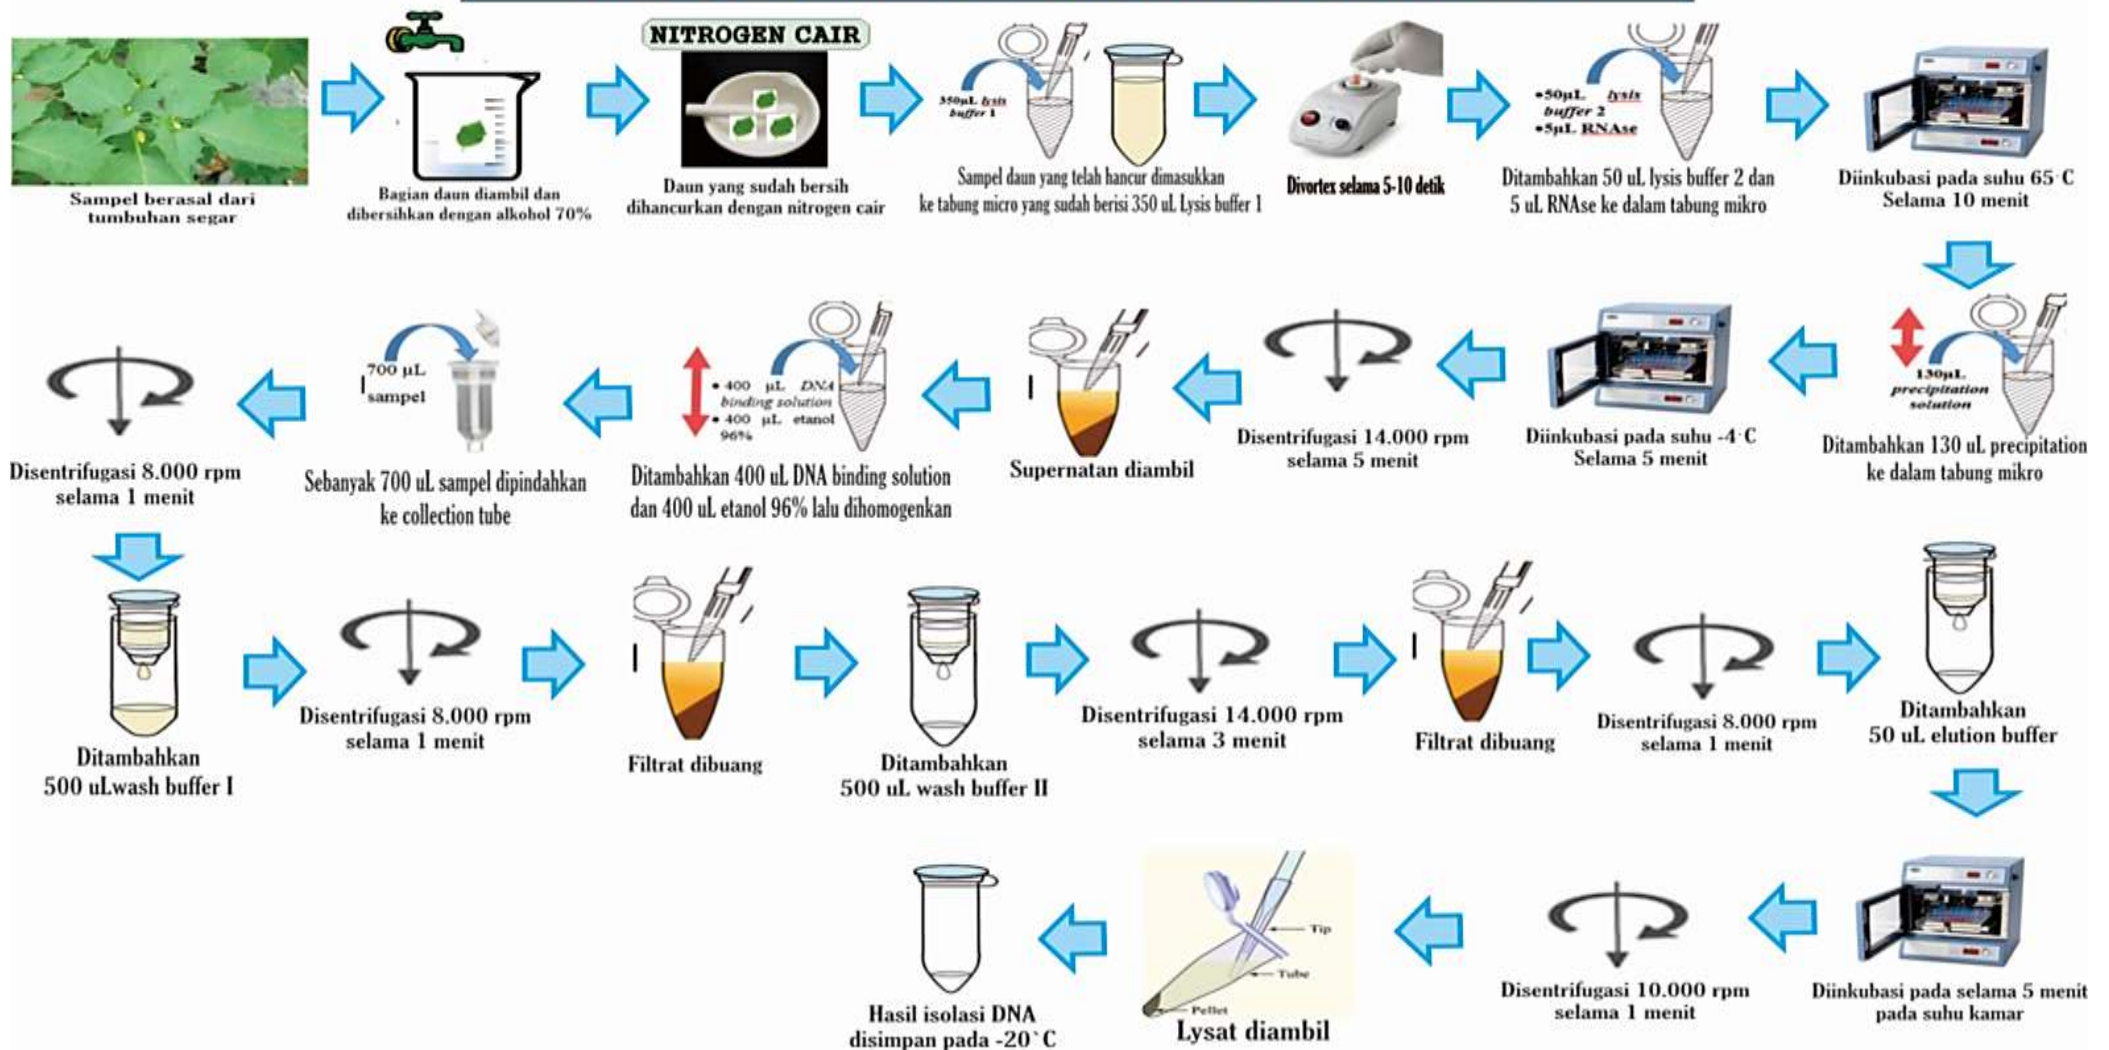 NITROGEN CAIR
Sampel berasal dari
tumbuhan segar
Bagian daun diambil dan
dibersihkan dengan alkohol 70%
Daun yang sudah bersih
dihancurkan dengan nitrogen cair
350µL lysis
buffer 1
Sampel daun yang telah hancur dimasukkan
ke tabung micro yang sudah berisi 350 uL Lysis buffer 1
Divortex selama 5-10 detik
•50µL lysis
buffer 2
•5µL RNAse
Ditambahkan 50 uL lysis buffer 2 dan
5 uL RNAse ke dalam tabung mikro
Diinkubasi pada suhu 65˙C
Selama 10 menit
130µL
precipitation
solution
Ditambahkan 130 uL precipitation
ke dalam tabung mikro
Diinkubasi pada suhu -4˙C
Selama 5 menit
Disentrifugasi 14.000 rpm
selama 5 menit
Supernatan diambil
• 400 µL DNA
binding solution
• 400 µL etanol
96%
Ditambahkan 400 uL DNA binding solution
dan 400 uL etanol 96% lalu dihomogenkan
700 µL
sampel
Sebanyak 700 uL sampel dipindahkan
ke collection tube
Disentrifugasi 8.000 rpm
selama 1 menit
Ditambahkan
500 uLwash buffer I
Disentrifugasi 8.000 rpm
selama 1 menit
Filtrat dibuang
Ditambahkan
500 uL wash buffer II
Disentrifugasi 14.000 rpm
selama 3 menit
Filtrat dibuang
Disentrifugasi 8.000 rpm
selama 1 menit
Ditambahkan
50 uL elution buffer
Diinkubasi pada selama 5 menit
pada suhu kamar
Disentrifugasi 10.000 rpm
selama 1 menit
Tip
Tube
Pellet
Lysat diambil
Hasil isolasi DNA
disimpan pada -20`C